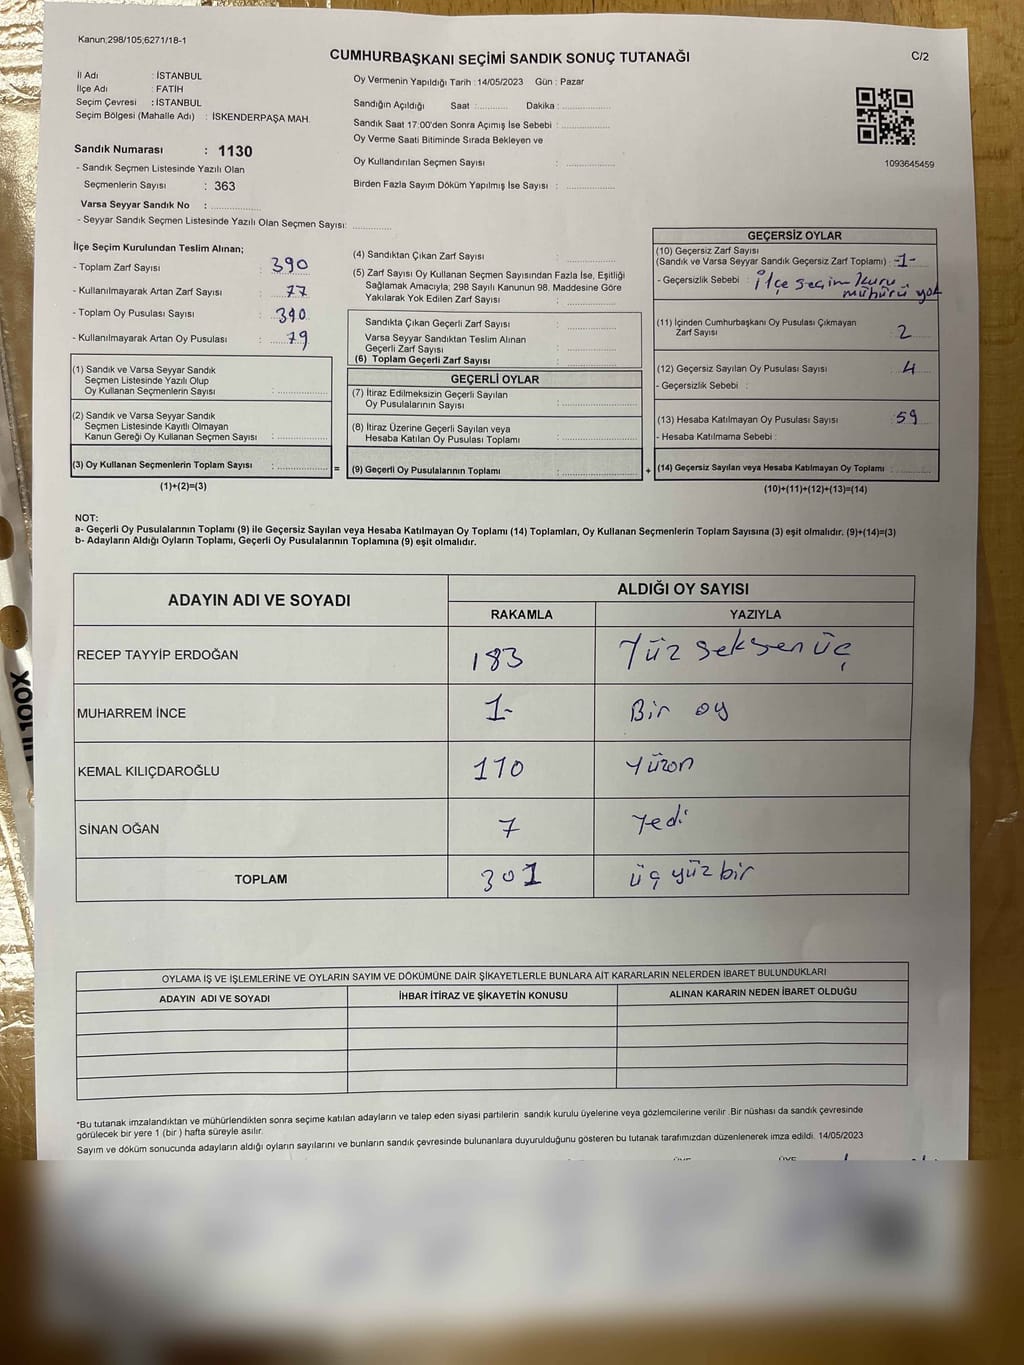 Kanun;298/105;6271/18-1
CUMHURBAŞKANI SEÇİMİ SANDIK SONUÇ TUTANAĞI
C/2
İl Adı : İSTANBUL
İlçe Adı : FATİH
Seçim Çevresi : İSTANBUL
Seçim Bölgesi (Mahalle Adı) : İSKENDERPAŞA MAH.
Sandık Numarası : 1130
- Sandık Seçmen Listesinde Yazılı Olan
Seçmenlerin Sayısı : 363
Varsa Seyyar Sandık No : ................
- Seyyar Sandık Seçmen Listesinde Yazılı Olan Seçmen Sayısı: ............
Oy Vermenin Yapıldığı Tarih : 14/05/2023 Gün : Pazar
Sandığın Açıldığı Saat : .......... Dakika : ................
Sandık Saat 17:00'den Sonra Açımış İse Sebebi : ................
Oy Verme Saati Bitiminde Sırada Bekleyen ve
Oy Kullandırılan Seçmen Sayısı : ................
Birden Fazla Sayım Döküm Yapılmış İse Sayısı : ................
1093645459
İlçe Seçim Kurulundan Teslim Alınan;
- Toplam Zarf Sayısı : 390
- Kullanılmayarak Artan Zarf Sayısı : 77
- Toplam Oy Pusulası Sayısı : 390
- Kullanılmayarak Artan Oy Pusulası : 79
(1) Sandık ve Varsa Seyyar Sandık
Seçmen Listesinde Yazılı Olup
Oy Kullanan Seçmenlerin Sayısı : ................
(2) Sandık ve Varsa Seyyar Sandık
Seçmen Listesinde Kayıtlı Olmayan
Kanun Gereği Oy Kullanan Seçmen Sayısı : ................
(3) Oy Kullanan Seçmenlerin Toplam Sayısı : ................
(1)+(2)=(3)
=
(4) Sandıktan Çıkan Zarf Sayısı : ................
(5) Zarf Sayısı Oy Kullanan Seçmen Sayısından Fazla İse, Eşitliği
Sağlamak Amacıyla; 298 Sayılı Kanunun 98. Maddesine Göre
Yakılarak Yok Edilen Zarf Sayısı : ................
Sandıkta Çıkan Geçerli Zarf Sayısı : ................
Varsa Seyyar Sandıktan Teslim Alınan
Geçerli Zarf Sayısı : ................
(6) Toplam Geçerli Zarf Sayısı : ................
GEÇERLİ OYLAR
(7) İtiraz Edilmeksizin Geçerli Sayılan
Oy Pusulalarının Sayısı : ................
(8) İtiraz Üzerine Geçerli Sayılan veya
Hesaba Katılan Oy Pusulası Toplamı : ................
(9) Geçerli Oy Pusulalarının Toplamı : ................
+
GEÇERSİZ OYLAR
(10) Geçersiz Zarf Sayısı
(Sandık ve Varsa Seyyar Sandık Geçersiz Zarf Toplamı) : -1-
- Geçersizlik Sebebi : ilçe seçim kuru
mühürü yok
(11) İçinden Cumhurbaşkanı Oy Pusulası Çıkmayan
Zarf Sayısı : 2
(12) Geçersiz Sayılan Oy Pusulası Sayısı : 4
- Geçersizlik Sebebi :
(13) Hesaba Katılmayan Oy Pusulası Sayısı : 59
- Hesaba Katılmama Sebebi :
(14) Geçersiz Sayılan veya Hesaba Katılmayan Oy Toplamı : ............
(10)+(11)+(12)+(13)=(14)
NOT:
a- Geçerli Oy Pusulalarının Toplamı (9) ile Geçersiz Sayılan veya Hesaba Katılmayan Oy Toplamı (14) Toplamları, Oy Kullanan Seçmenlerin Toplam Sayısına (3) eşit olmalıdır. (9)+(14)=(3)
b- Adayların Aldığı Oyların Toplamı, Geçerli Oy Pusulalarının Toplamına (9) eşit olmalıdır.
ADAYIN ADI VE SOYADI
ALDIĞI OY SAYISI
RAKAMLA YAZIYLA
RECEP TAYYİP ERDOĞAN 183 Yüz seksen üç
MUHARREM İNCE 1- Bir oy
KEMAL KILIÇDAROĞLU 110 Yüzon
SİNAN OĞAN 7 Yedi
TOPLAM 301 üç yüz bir
OYLAMA İŞ VE İŞLEMLERİNE VE OYLARIN SAYIM VE DÖKÜMÜNE DAİR ŞİKAYETLERLE BUNLARA AİT KARARLARIN NELERDEN İBARET BULUNDUKLARI
ADAYIN ADI VE SOYADI İHBAR İTİRAZ VE ŞİKAYETİN KONUSU ALINAN KARARIN NEDEN İBARET OLDUĞU
*Bu tutanak imzalandıktan ve mühürlendikten sonra seçime katılan adayların ve talep eden siyasi partilerin sandık kurulu üyelerine veya gözlemcilerine verilir .Bir nüshası da sandık çevresinde
görülecek bir yere 1 (bir ) hafta süreyle asılır.
Sayım ve döküm sonucunda adayların aldığı oyların sayılarını ve bunların sandık çevresinde bulunanlara duyurulduğunu gösteren bu tutanak tarafımızdan düzenlenerek imza edildi. 14/05/2023